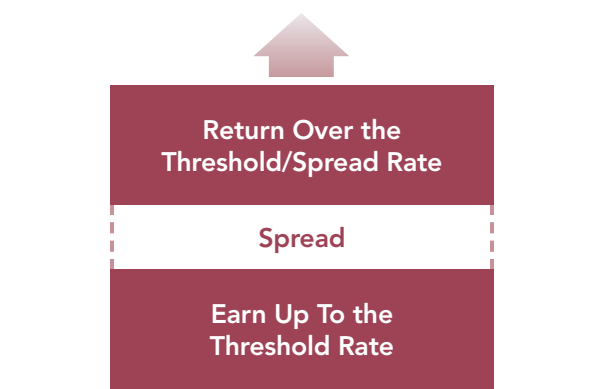 Return Over the
Threshold/Spread Rate
Spread
Earn Up To the
Threshold Rate